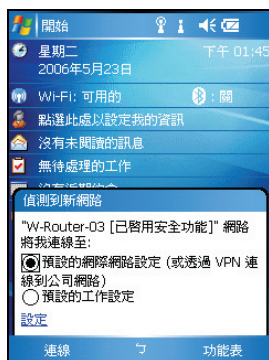 開始
星期二
下午 01:45
2006年5月23日
Wi-Fi: 可用的
: 關
點選此處以設定我的資訊
沒有未閱讀的訊息
無待處理的工作
偵測到新網路
"W-Router-03 [已啓用安全功能]" 網路
將我連線至:
預設的網際網路設定 (或透過 VPN 連
線到公司網路)
預設的工作設定
設定
連線
功能表